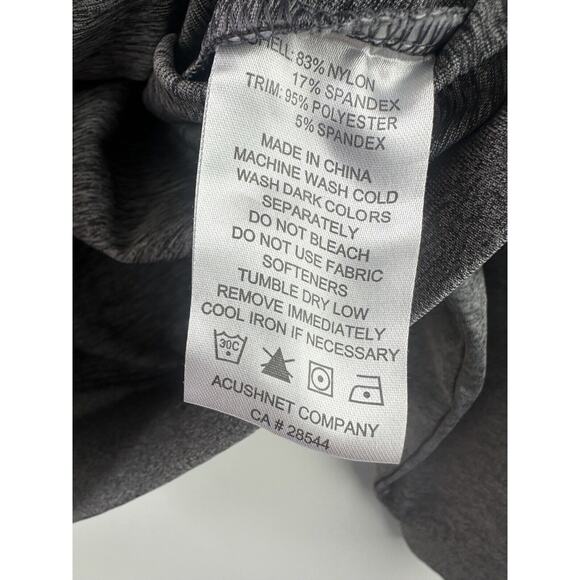 SHELL: 83% NYLON
17% SPANDEX
TRIM: 95% POLYESTER
5% SPANDEX
MADE IN CHINA
MACHINE WASH COLD
WASH DARK COLORS
SEPARATELY
DO NOT BLEACH
DO NOT USE FABRIC
SOFTENERS
TUMBLE DRY LOW
REMOVE IMMEDIATELY
COOL IRON IF NECESSARY
30C
ACUSHNET COMPANY
CA # 28544